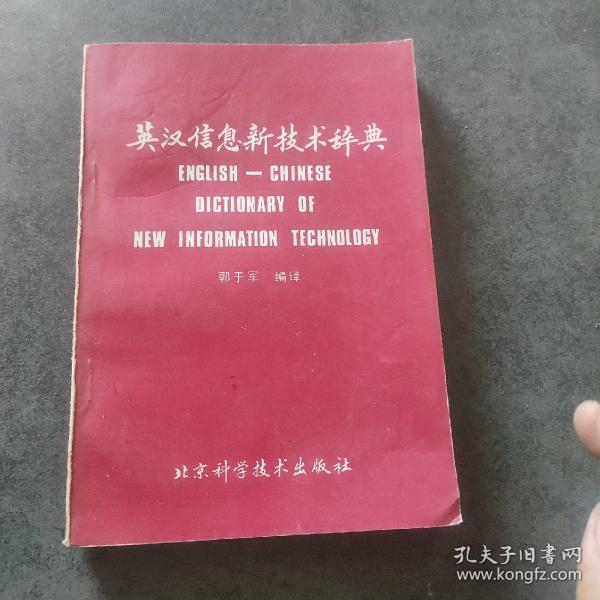 英汉信息新技术辞典
ENGLISH — CHINESE
DICTIONARY OF
NEW INFORMATION TECHNOLOGY
郭于军 编译
北京科学技术出版社
孔夫子旧书网
www.kongfz.com